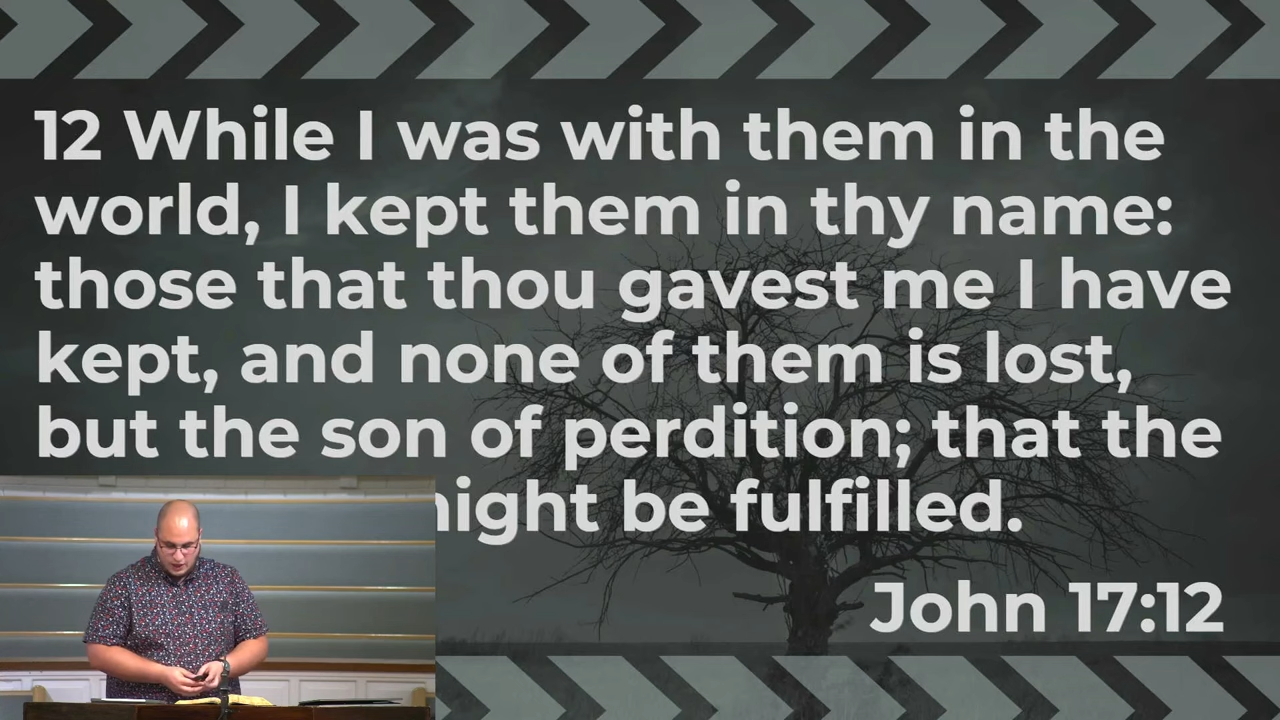 12 While I was with them in the
world, I kept them in thy name:
those that thou gavest me I have
kept, and none of them is lost,
but the son of perdition; that the
might be fulfilled.
John 17:12